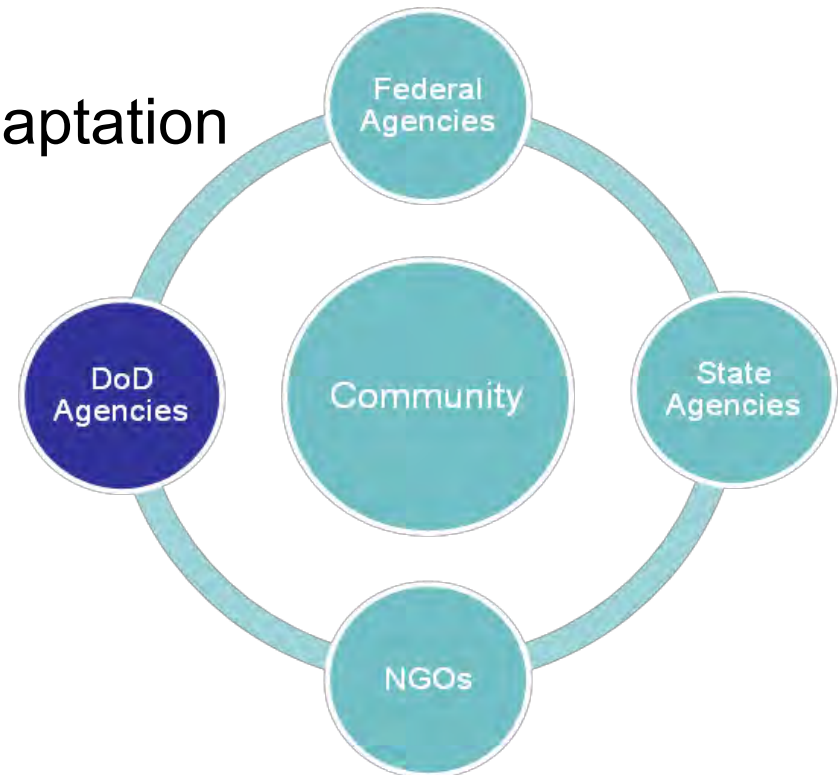 aptation
Federal
Agencies
DoD
Agencies
Community
State
Agencies
NGOs